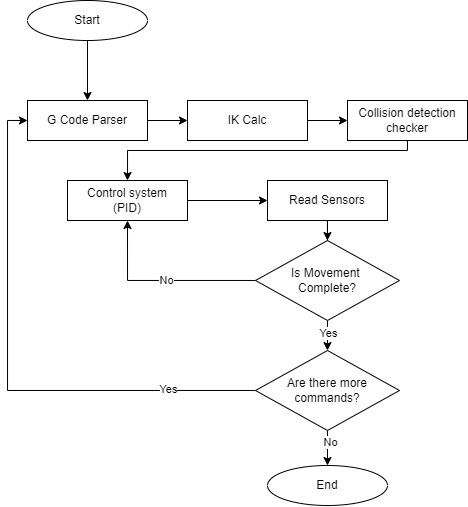 Start
G Code Parser
IK Calc
Collision detection
checker
Control system
(PID)
Read Sensors
Is Movement
Complete?
No
Yes
Are there more
commands?
Yes
No
End